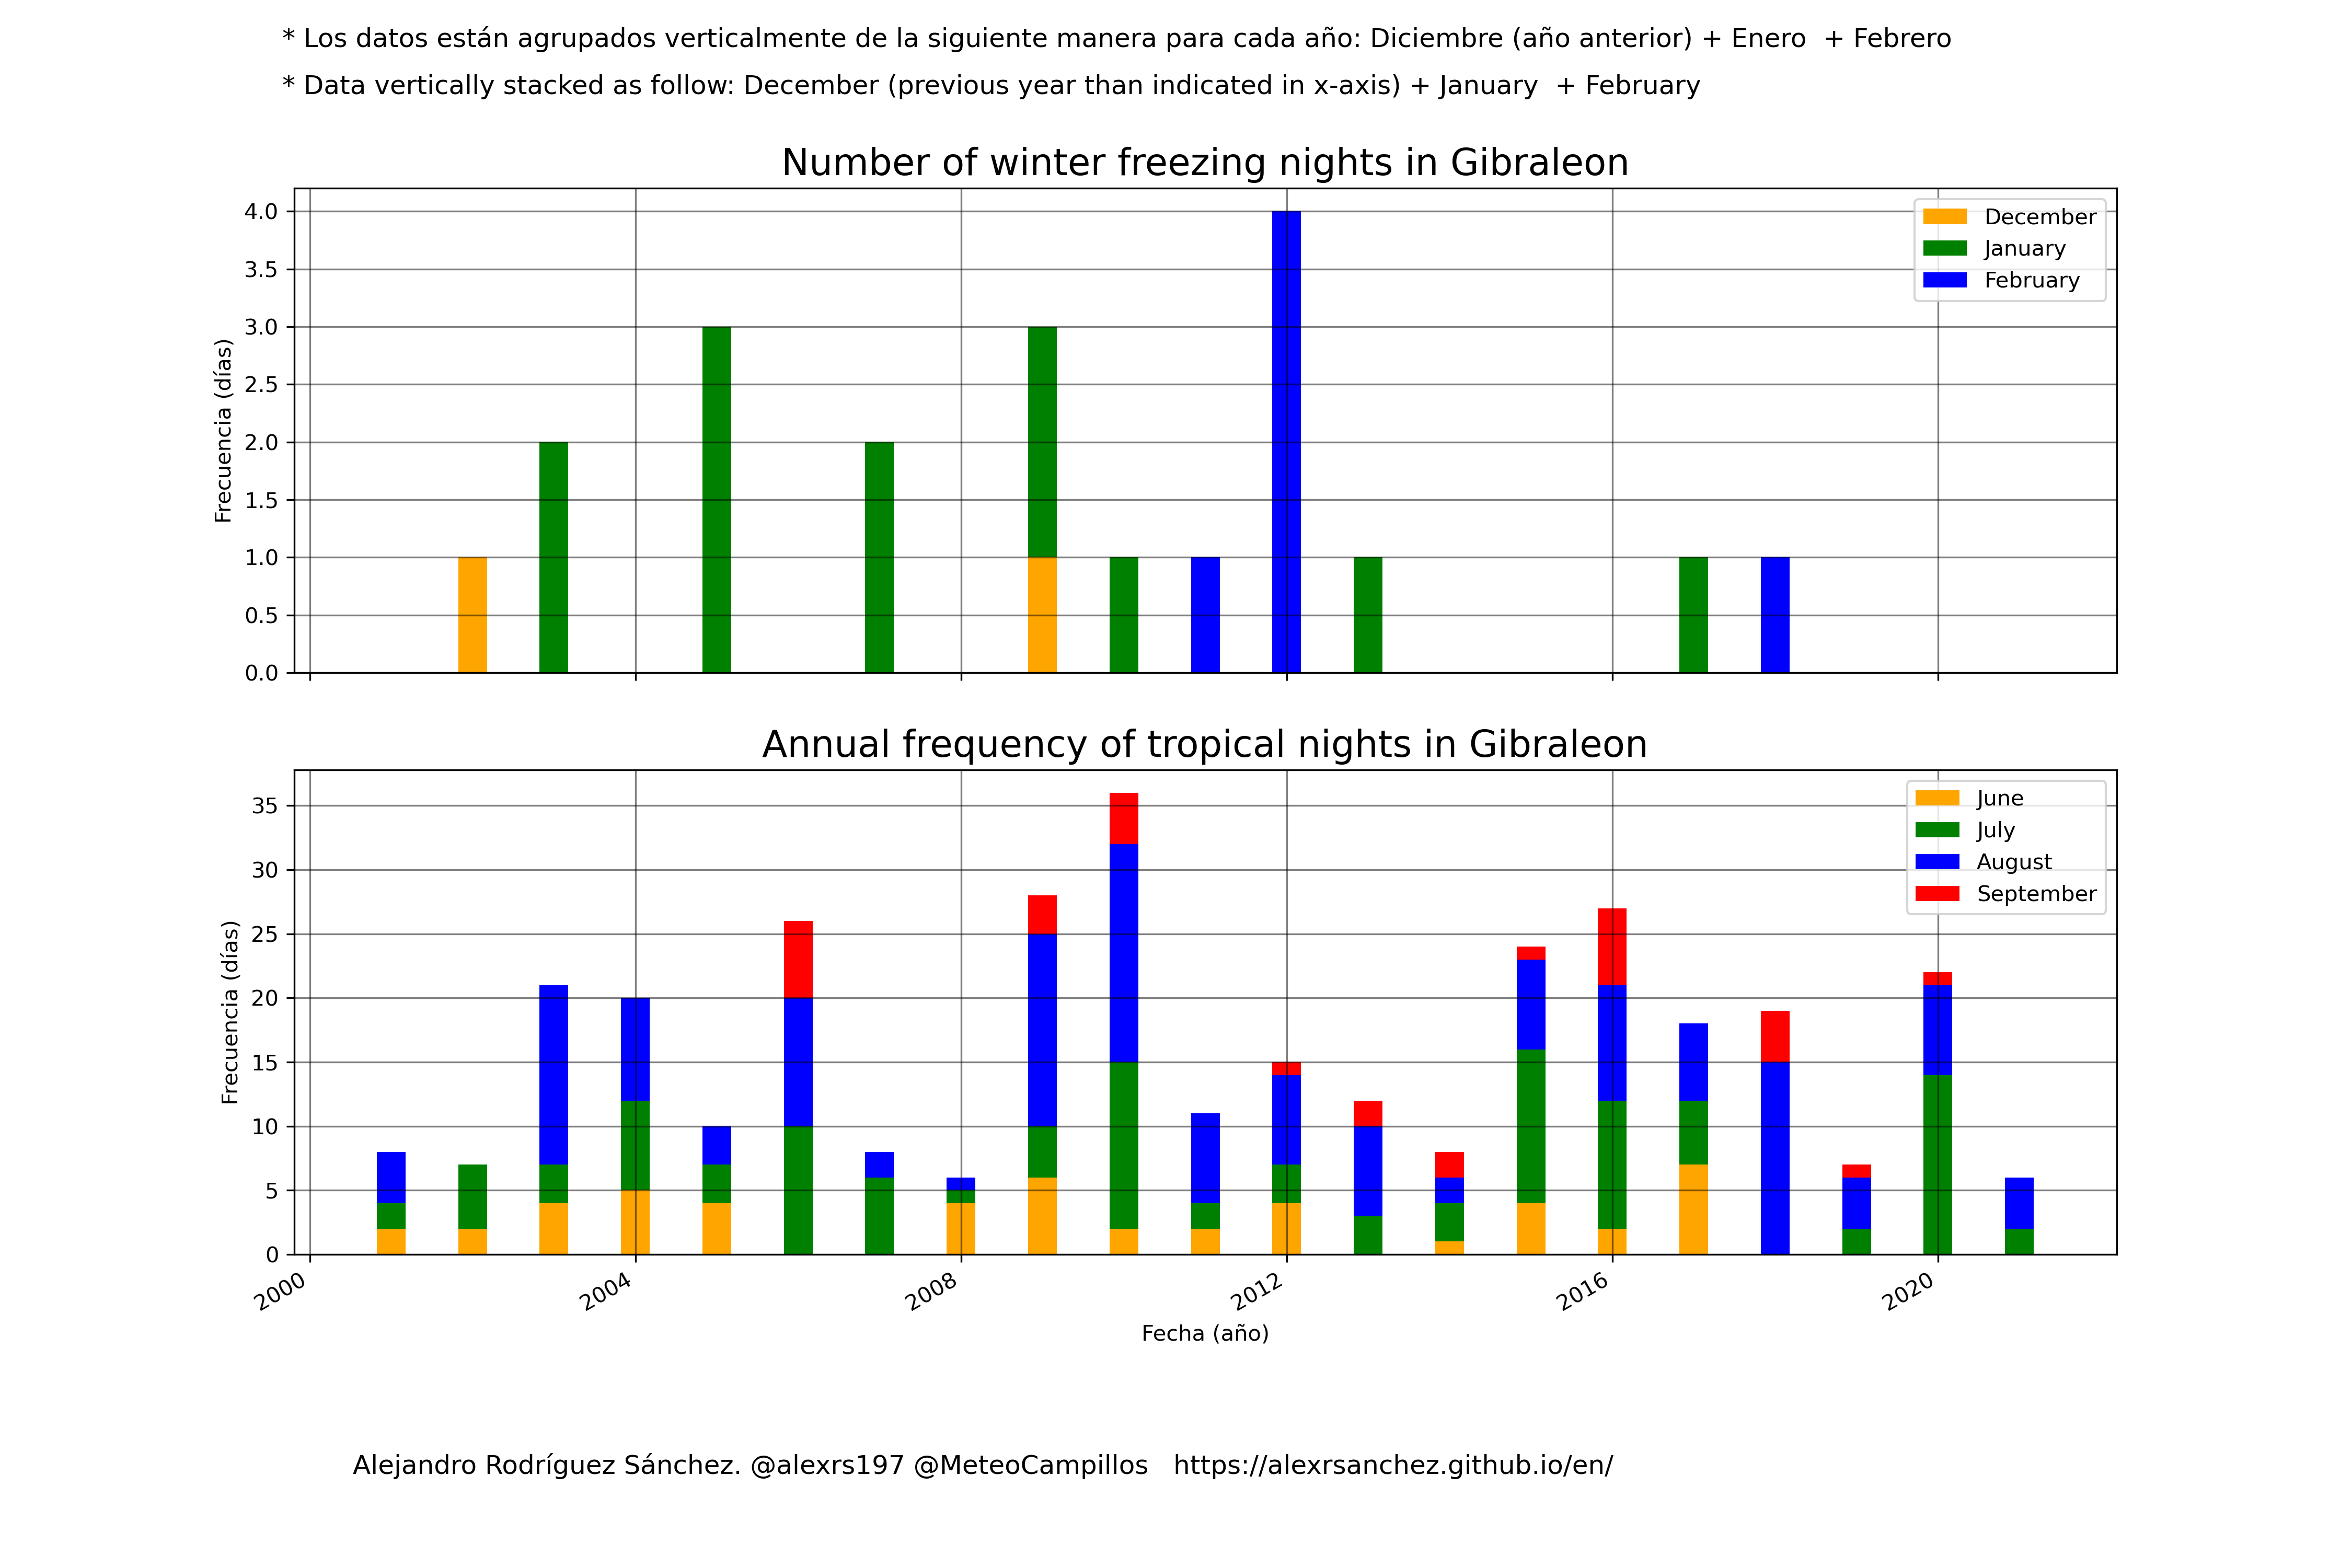 * Los datos están agrupados verticalmente de la siguiente manera para cada año: Diciembre (año anterior) + Enero  + Febrero
* Data vertically stacked as follow: December (previous year than indicated in x-axis) + January  + February
Number of winter freezing nights in Gibraleon
4.0
3.5
3.0
2.5
2.0
1.5
1.0
0.5
0.0
Frecuencia (días)
December
January
February
Annual frequency of tropical nights in Gibraleon
35
30
25
20
15
10
5
0
Frecuencia (días)
June
July
August
September
2000 2004 2008 2012 2016 2020
Fecha (año)
Alejandro Rodríguez Sánchez. @alexrs197 @MeteoCampillos   https://alexrsanchez.github.io/en/